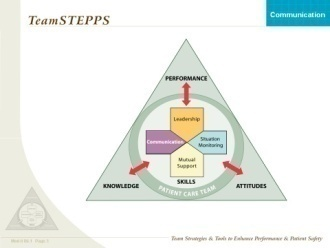 TeamSTEPPS
Communication
PERFORMANCE
Leadership
Communication
Situation
Monitoring
Mutual
Support
SKILLS
KNOWLEDGE
ATTITUDES
PATIENT CARE TEAM
Team Strategies & Tools to Enhance Performance & Patient Safety